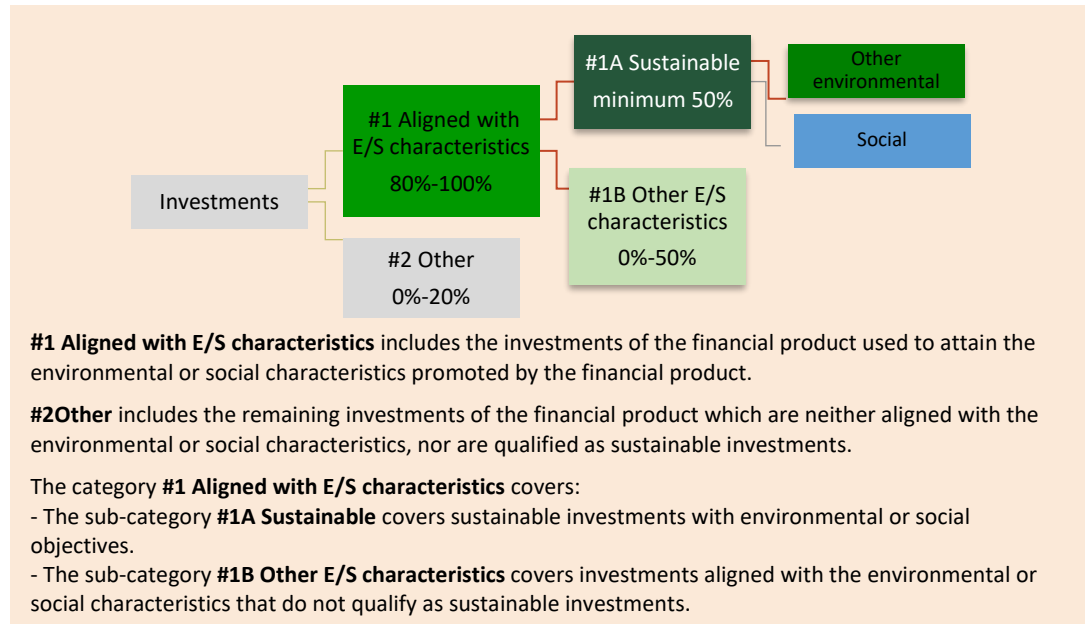 #1A Sustainable
minimum 50%
Other
environmental
Social
#1 Aligned with
E/S characteristics
80%-100%
#1B Other E/S
characteristics
0%-50%
Investments
#2 Other
0%-20%
#1 Aligned with E/S characteristics includes the investments of the financial product used to attain the
environmental or social characteristics promoted by the financial product.
#2Other includes the remaining investments of the financial product which are neither aligned with the
environmental or social characteristics, nor are qualified as sustainable investments.
The category #1 Aligned with E/S characteristics covers:
- The sub-category #1A Sustainable covers sustainable investments with environmental or social
objectives.
- The sub-category #1B Other E/S characteristics covers investments aligned with the environmental or
social characteristics that do not qualify as sustainable investments.